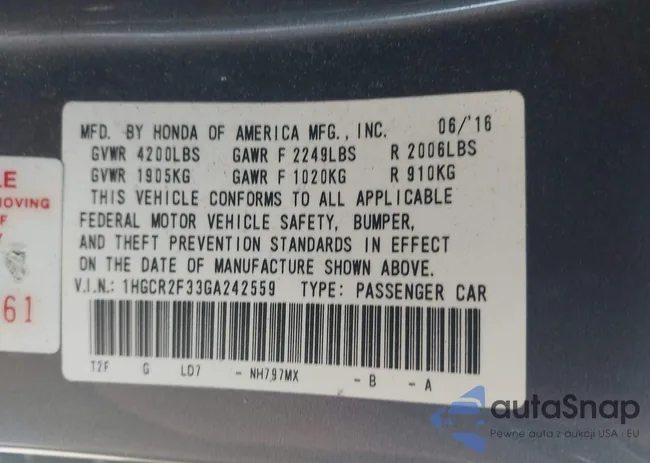 MFD. BY HONDA OF AMERICA MFG., INC. 06/'16
GVWR 4200LBS GAWR F 2249LBS R 2006LBS
GVWR 1905KG GAWR F 1020KG R 910KG
THIS VEHICLE CONFORMS TO ALL APPLICABLE
FEDERAL MOTOR VEHICLE SAFETY, BUMPER,
AND THEFT PREVENTION STANDARDS IN EFFECT
ON THE DATE OF MANUFACTURE SHOWN ABOVE.
V.I.N.: 1HGCR2F33GA242559 TYPE: PASSENGER CAR
T2F G LD7 - NH797MX - B - A
LE
MOVING
F
61
autaSnap
Pewne auta z aukcji USA i EU